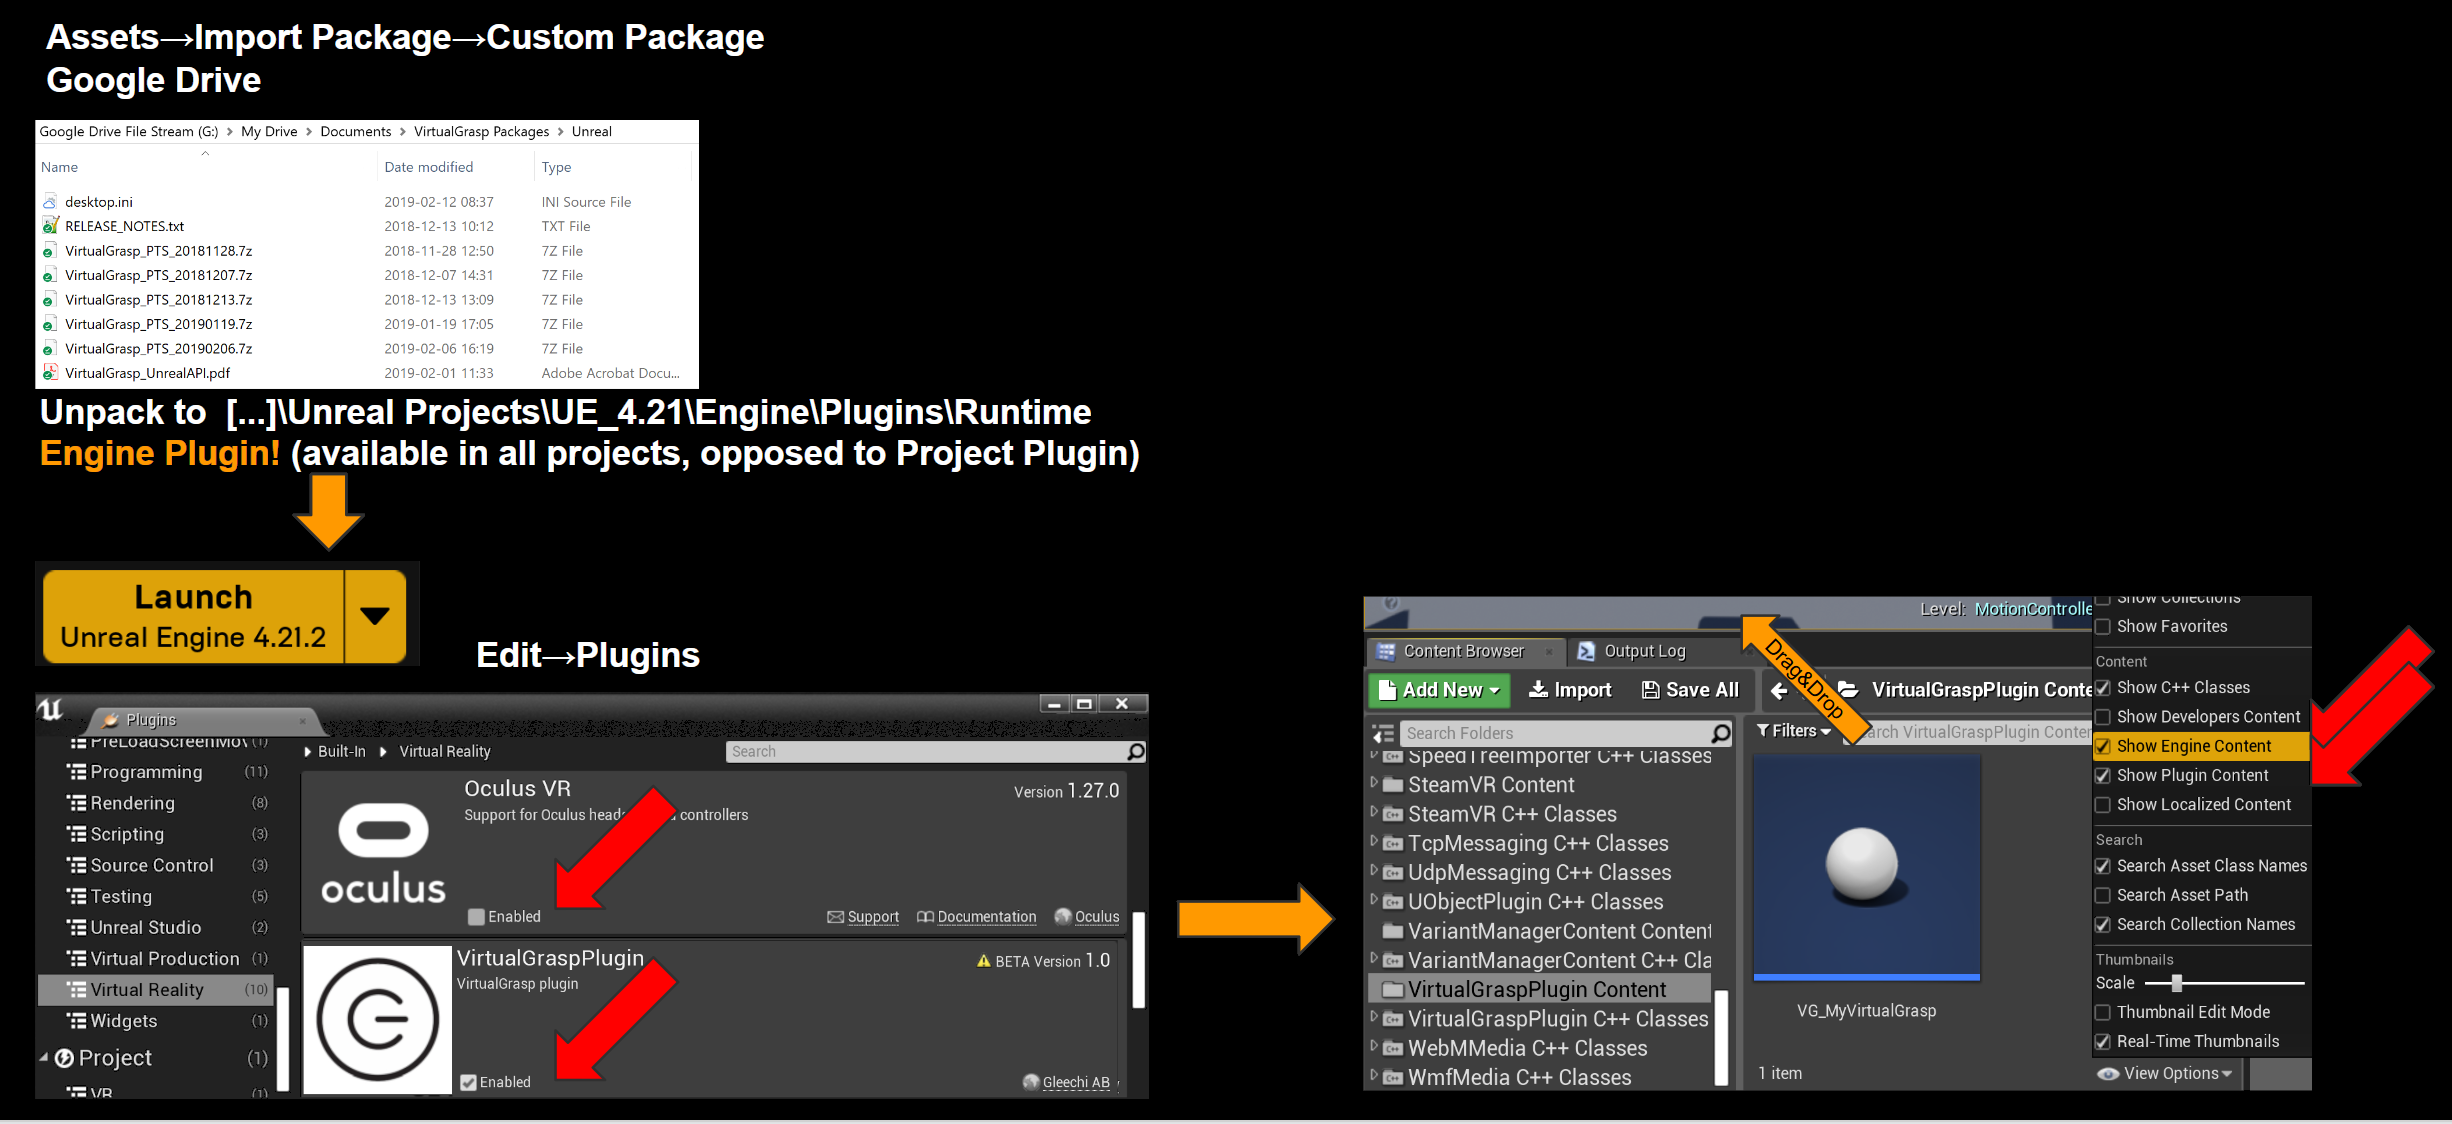 Assets→Import Package→Custom Package
Google Drive
Google Drive File Stream (G:) > My Drive > Documents > VirtualGrasp Packages > Unreal
Name Date modified Type
desktop.ini 2019-02-12 08:37 INI Source File
RELEASE_NOTES.txt 2018-12-13 10:12 TXT File
VirtualGrasp_PTS_20181128.7z 2018-11-28 12:50 7Z File
VirtualGrasp_PTS_20181207.7z 2018-12-07 14:31 7Z File
VirtualGrasp_PTS_20181213.7z 2018-12-13 13:09 7Z File
VirtualGrasp_PTS_20190119.7z 2019-01-19 17:05 7Z File
VirtualGrasp_PTS_20190206.7z 2019-02-06 16:19 7Z File
VirtualGrasp_UnrealAPI.pdf 2019-02-01 11:33 Adobe Acrobat Docu...
Unpack to [...]\Unreal Projects\UE_4.21\Engine\Plugins\Runtime
Engine Plugin! (available in all projects, opposed to Project Plugin)
Launch
Unreal Engine 4.21.2
Edit→Plugins
Plugins
PreLoadScreenMov (1)
Programming (11)
Rendering (8)
Scripting (3)
Source Control (3)
Testing (5)
Unreal Studio (2)
Virtual Production (1)
Virtual Reality (10)
Widgets (1)
Project (1)
VR (1)
Built-In Virtual Reality
Search
Oculus VR Version 1.27.0
Support for Oculus controllers
oculus
Enabled Support Documentation Oculus
VirtualGraspPlugin BETA Version 1.0
VirtualGrasp plugin
Enabled Gleechi AB
Level: MotionControlle
Content Browser Output Log
Add New Import Save All VirtualGraspPlugin Conte
Drag&Drop
Search Folders Filters VirtualGraspPlugin Conten
SpeedTreeImporter C++ Classes
SteamVR Content
SteamVR C++ Classes
TcpMessaging C++ Classes
UdpMessaging C++ Classes
UObjectPlugin C++ Classes
VariantManagerContent Content
VariantManagerContent C++ Cla
VirtualGraspPlugin Content
VirtualGraspPlugin C++ Classes
WebMMedia C++ Classes
WmfMedia C++ Classes
VG_MyVirtualGrasp
1 item
Show Collections
Show Favorites
Content
Show C++ Classes
Show Developers Content
Show Engine Content
Show Plugin Content
Show Localized Content
Search
Search Asset Class Names
Search Asset Path
Search Collection Names
Thumbnails
Scale
Thumbnail Edit Mode
Real-Time Thumbnails
View Options